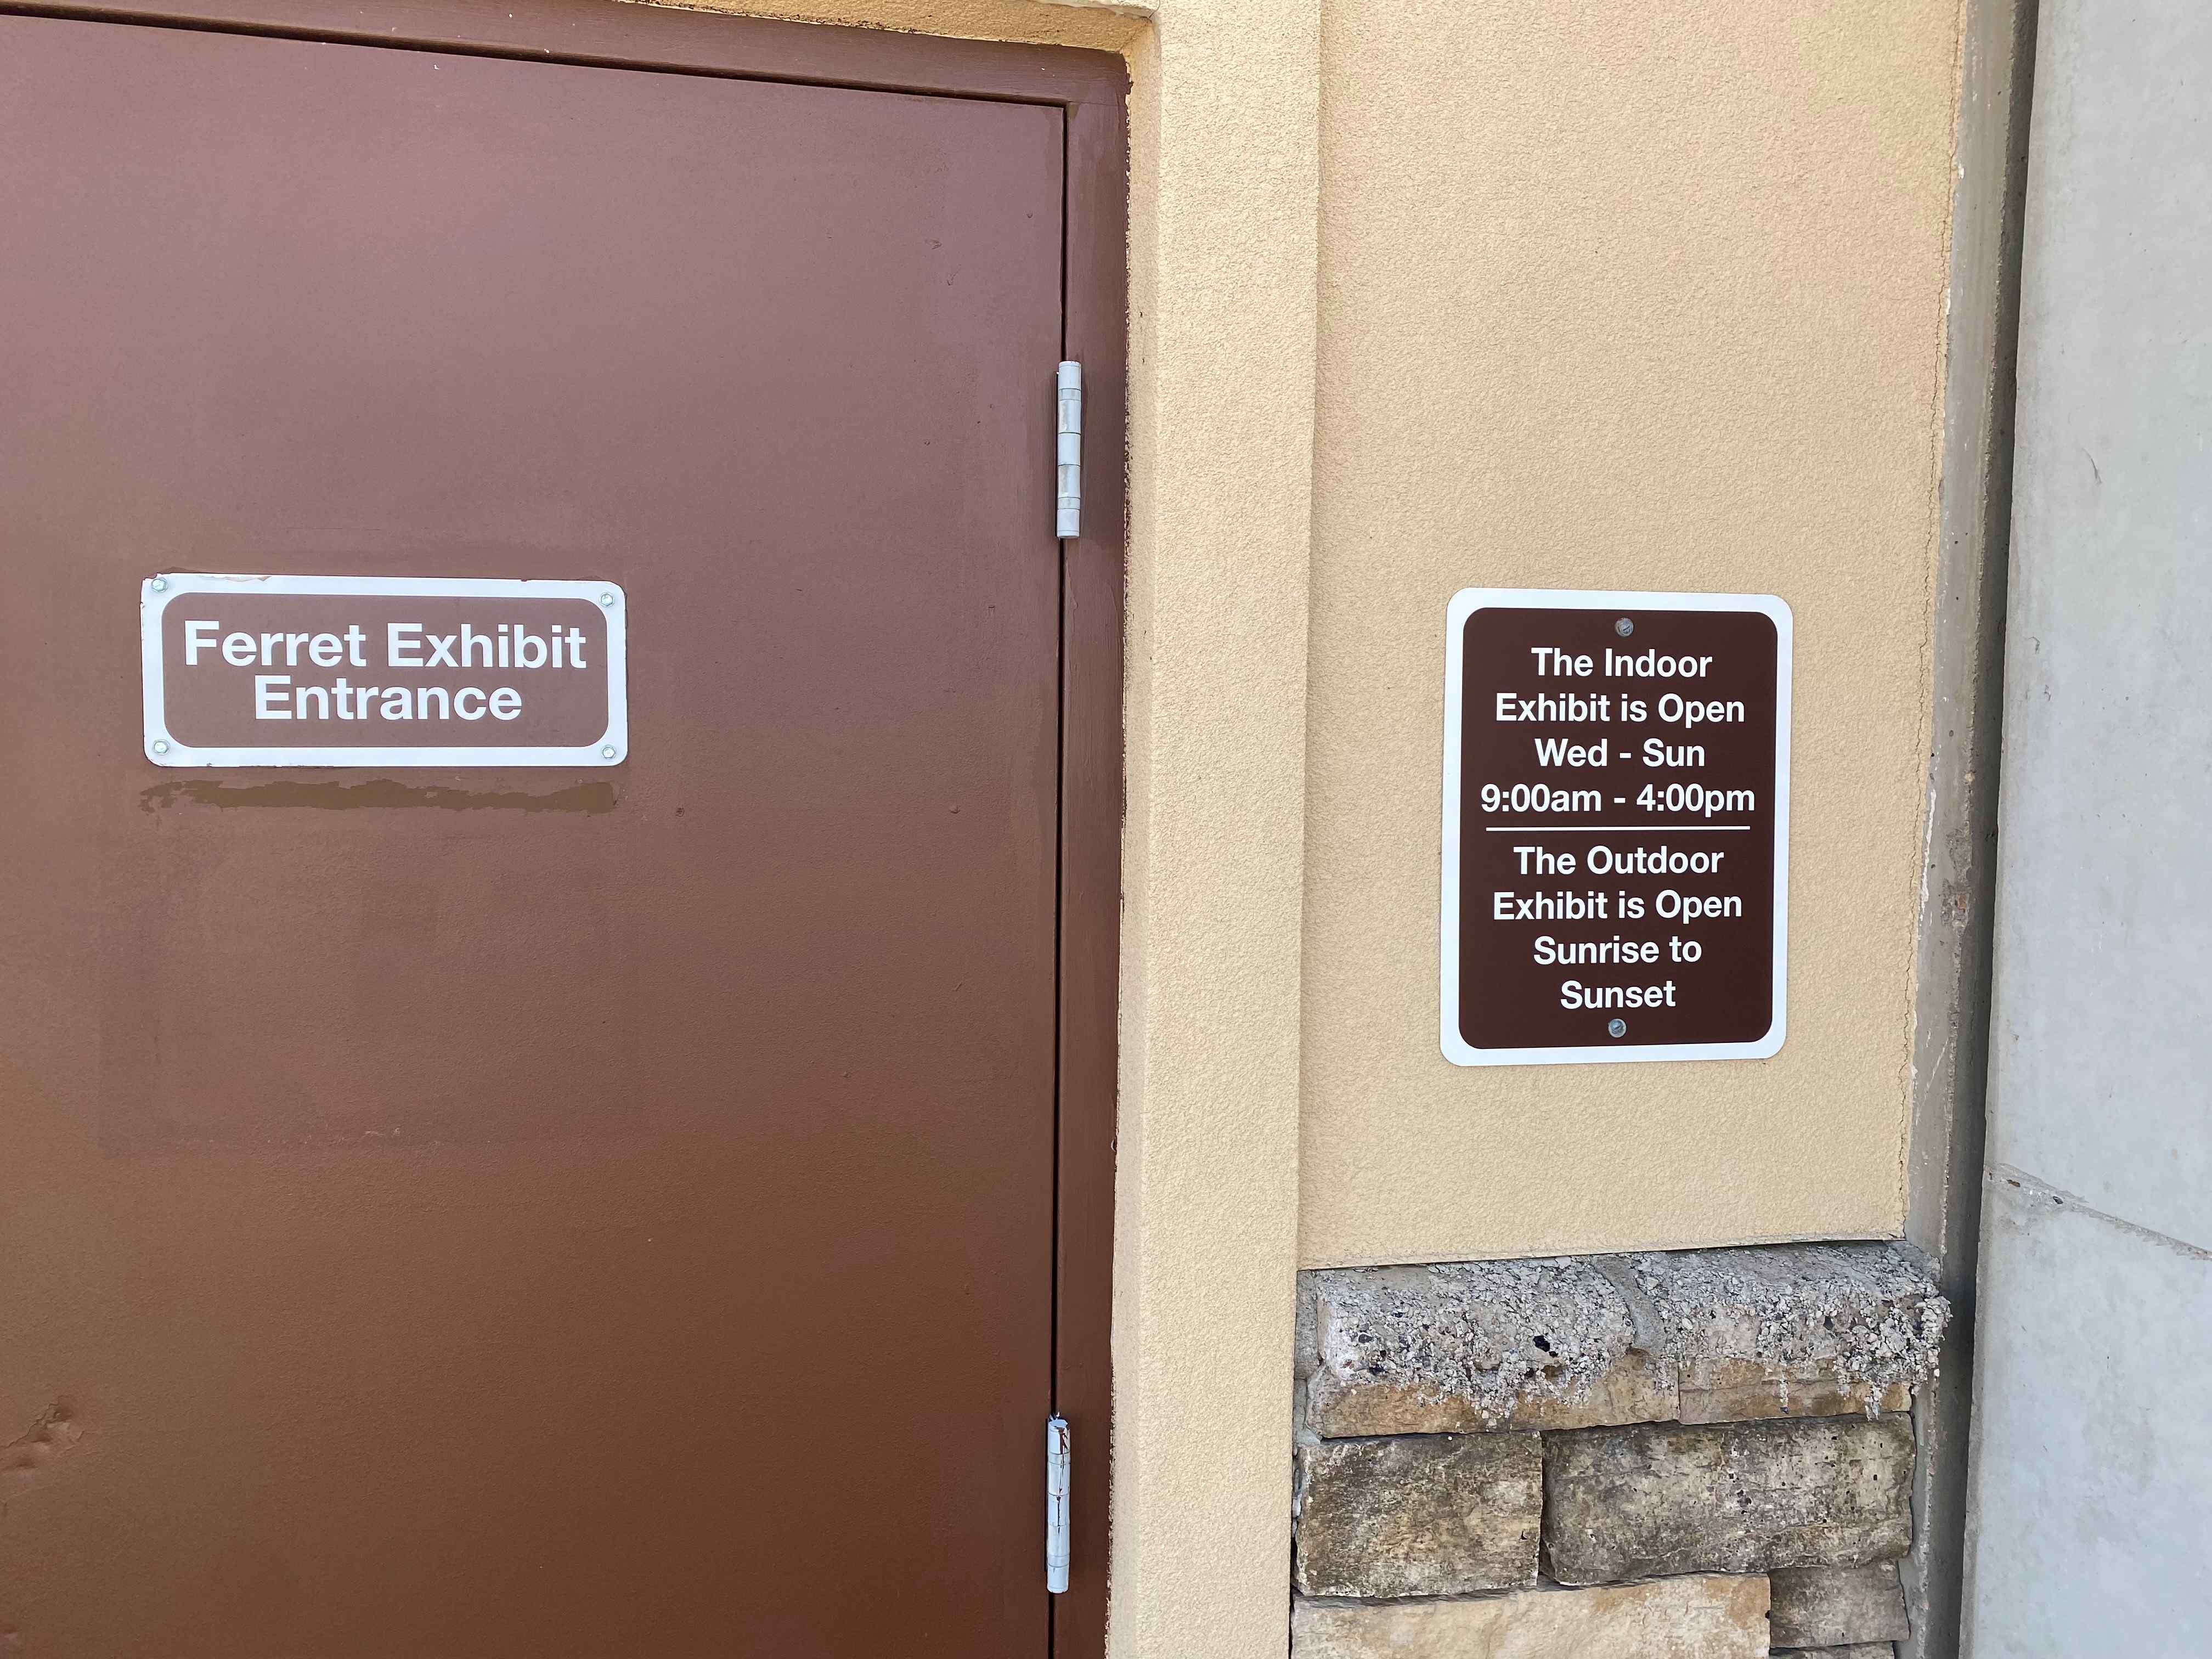 Ferret Exhibit
Entrance
The Indoor
Exhibit is Open
Wed - Sun
9:00am - 4:00pm
The Outdoor
Exhibit is Open
Sunrise to
Sunset